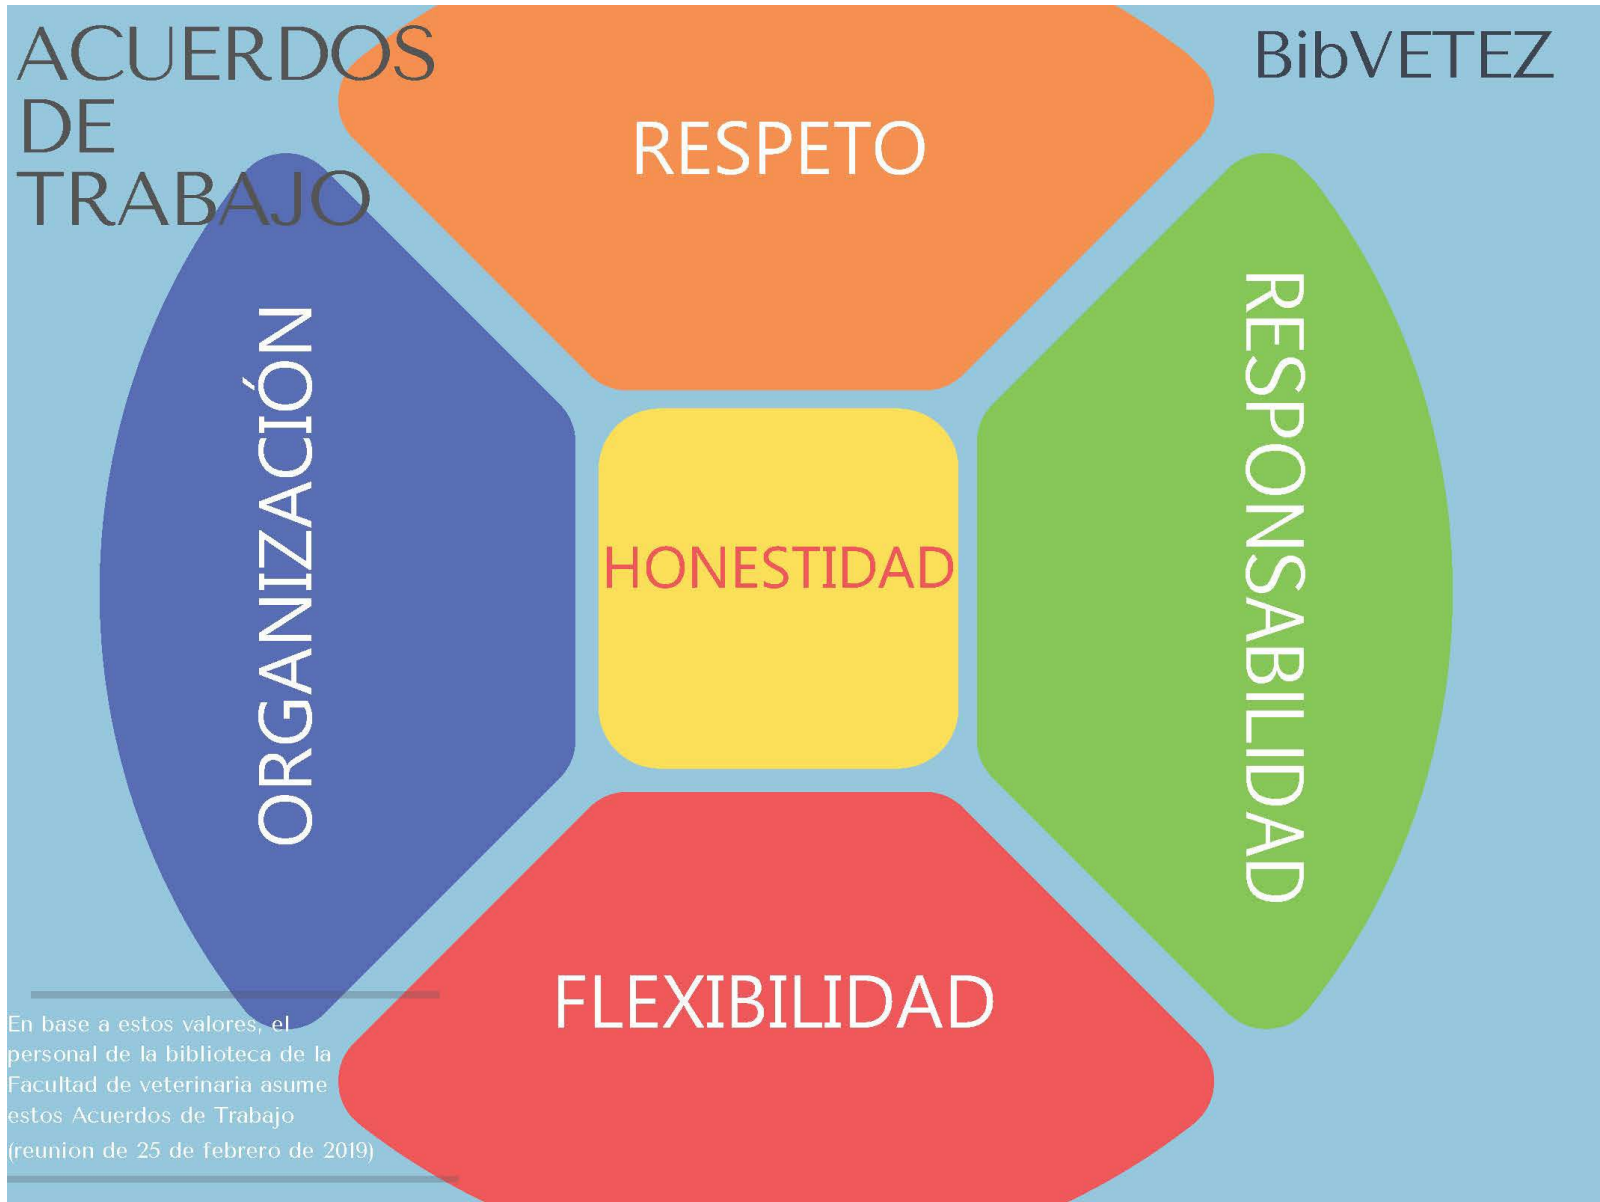 ACUERDOS
DE
TRABAJO
BibVETEZ
RESPETO
ORGANIZACIÓN
HONESTIDAD
RESPONSABILIDAD
FLEXIBILIDAD
En base a estos valores, el
personal de la biblioteca de la
Facultad de veterinaria asume
estos Acuerdos de Trabajo
(reunion de 25 de febrero de 2019)